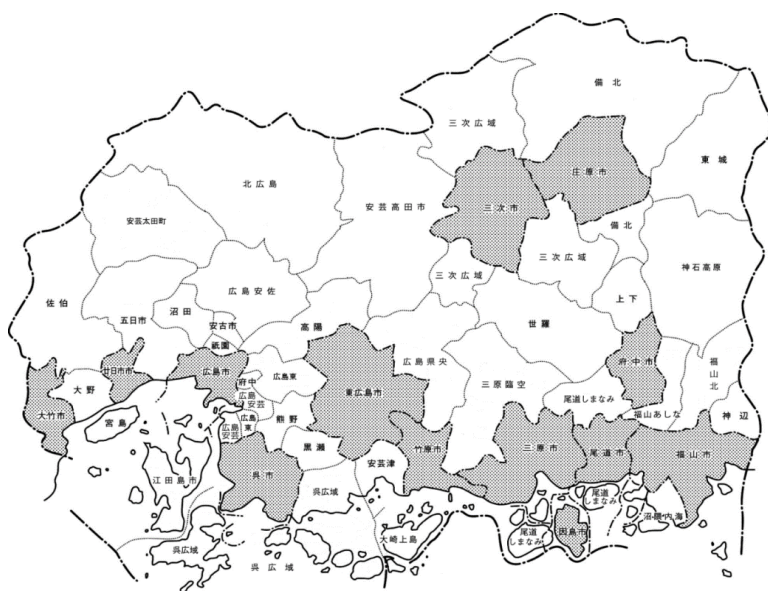 備北
三次広域
庄原市
東城
北広島
安芸高田市
三次市
安芸太田町
備北
三次広域
三次広域
神石高原
広島安佐
佐伯
五日市
沼田
上下
安古市
高陽
世羅
祇園
廿日市市
広島市
広島県央
府中市
福山北
大野
府中
広島東
東広島市
三原臨空
大竹市
広島安芸
尾道しまなみ
福山あしな
神辺
宮島
広島安芸
広島東
熊野
黒瀬
竹原市
三原市
尾道市
福山市
江田島市
呉市
安芸津
呉広域
尾道
しまなみ
沼隈内海
大崎上島
因島市
尾道
しまなみ
呉広域
呉広域